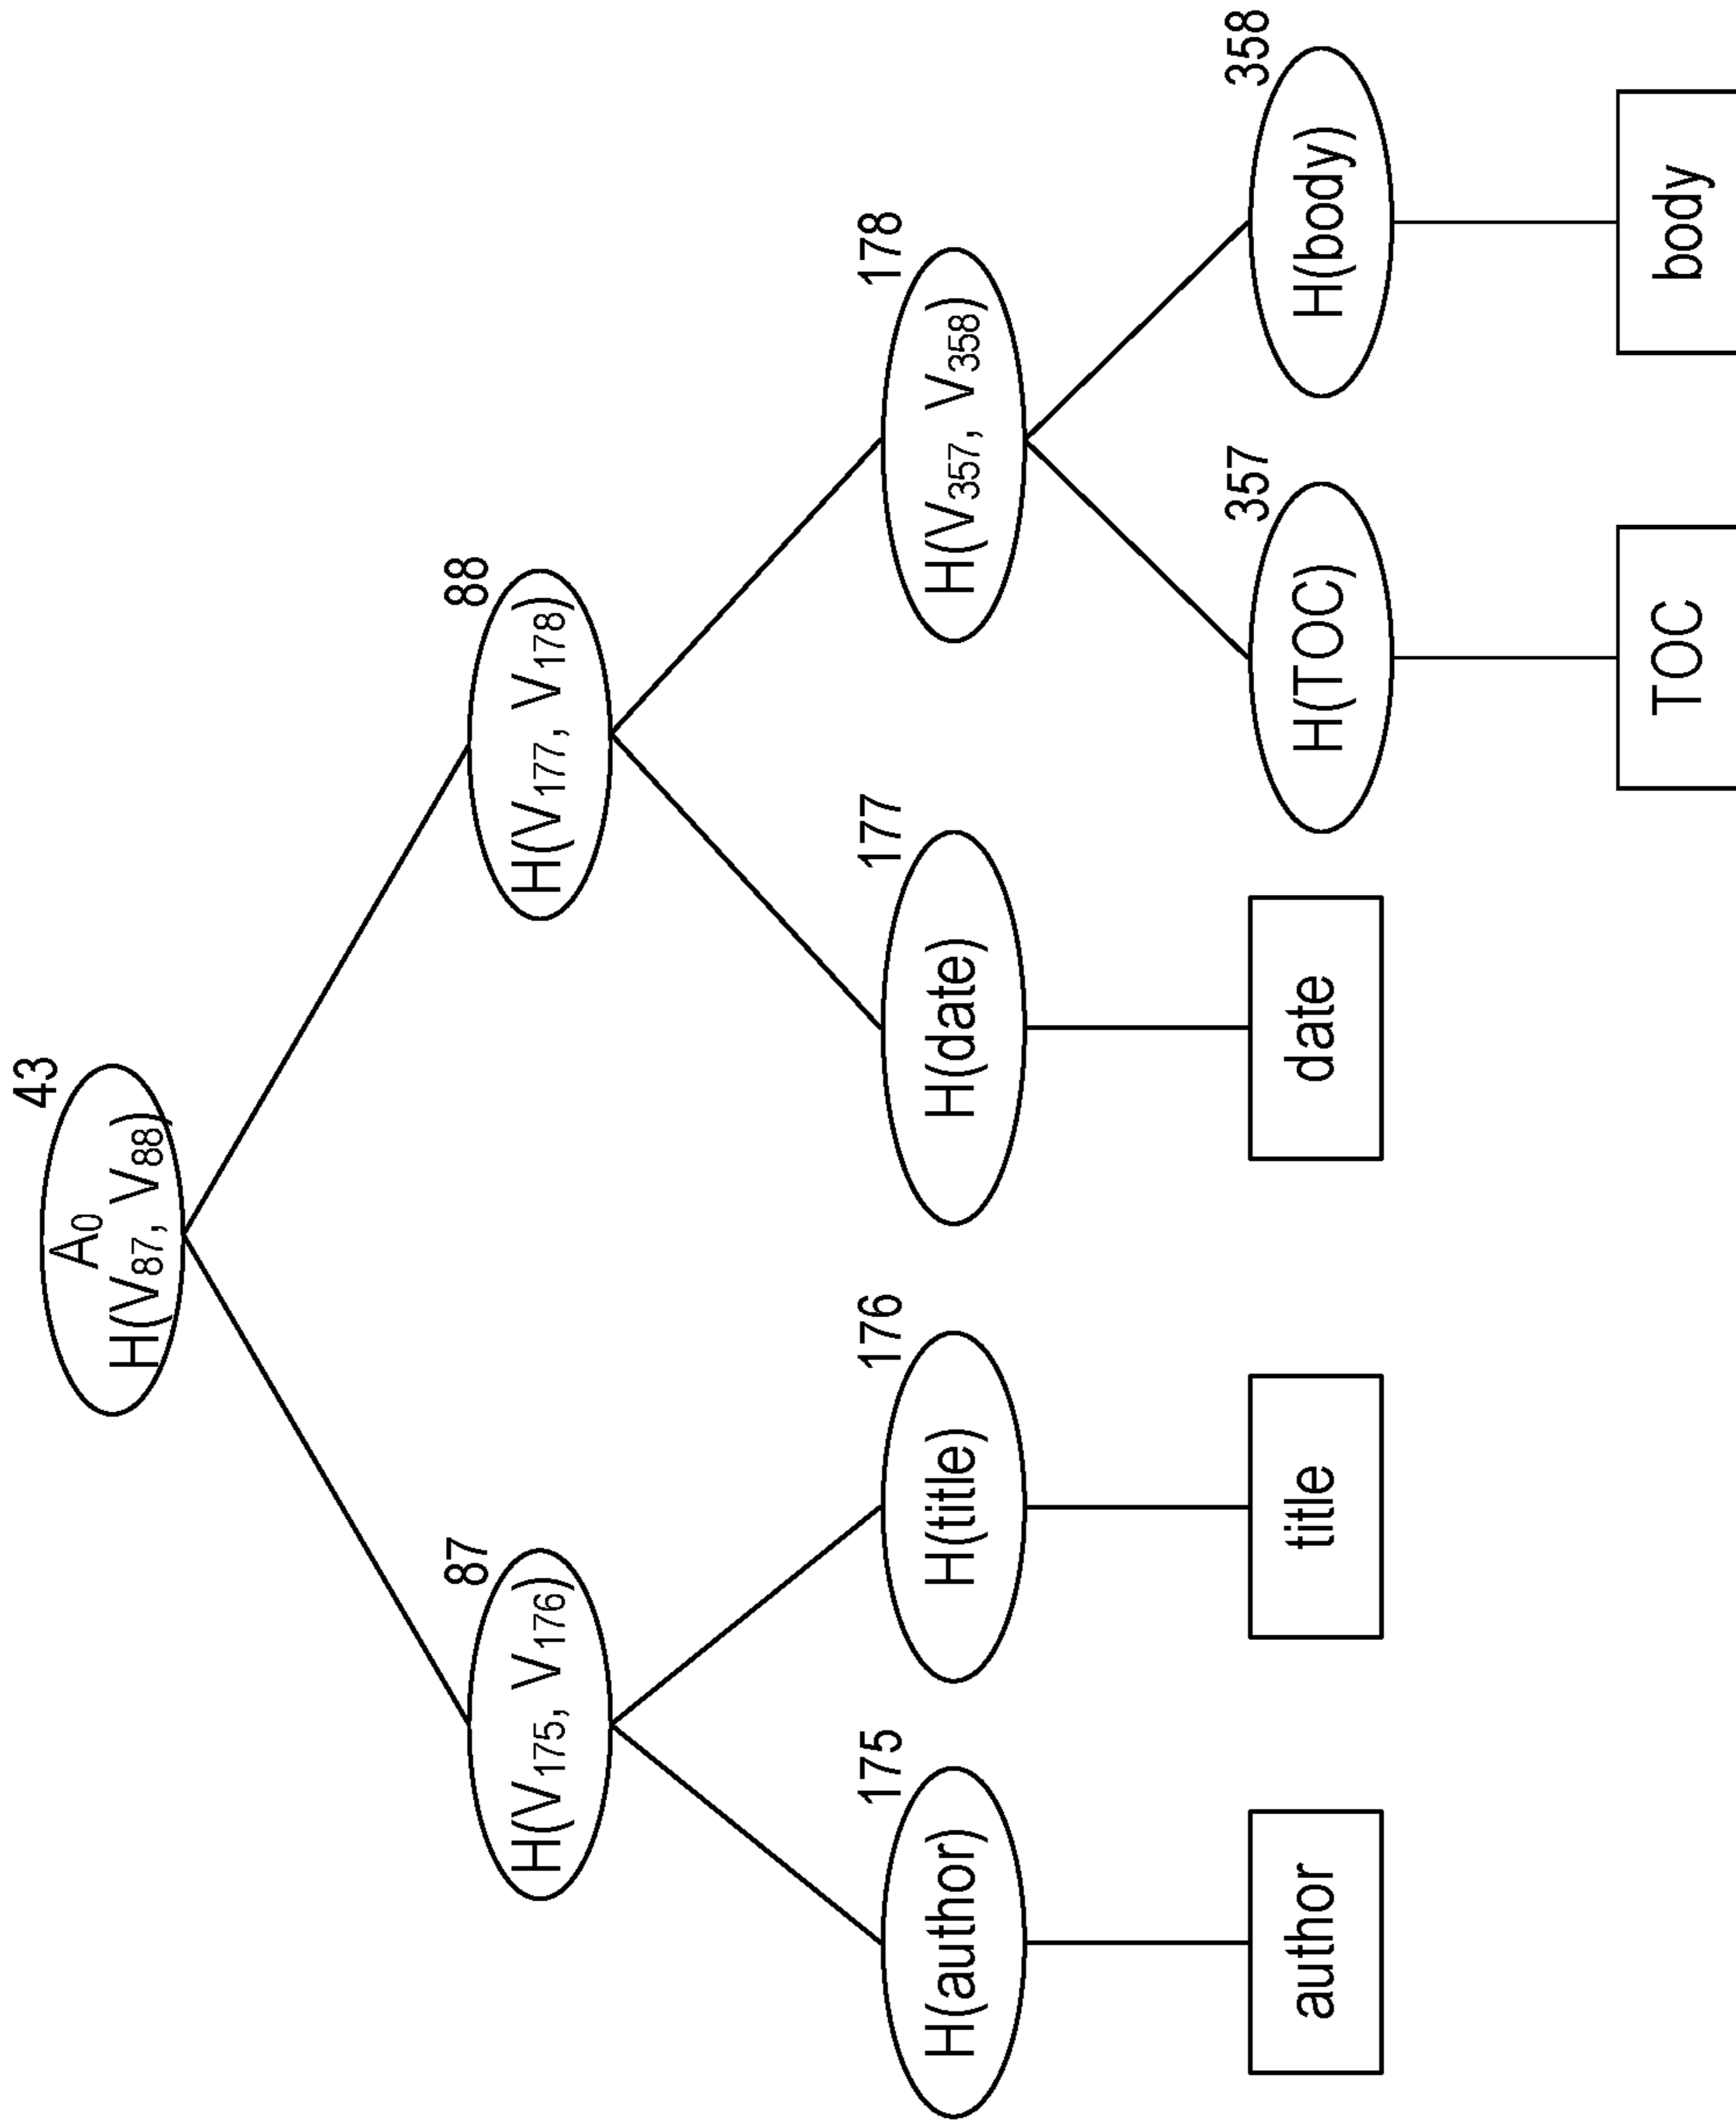 43
A0
H(V87, V88)
87
H(V175, V176)
88
H(V177, V178)
175
H(author)
176
H(title)
177
H(date)
178
H(V357, V358)
author
title
date
357
H(TOC)
358
H(body)
TOC
body